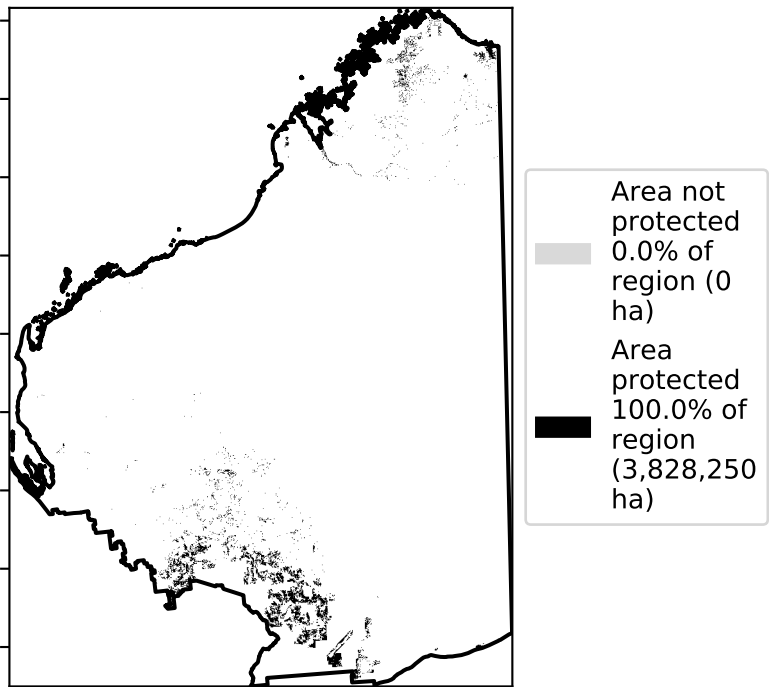 Area not
protected
0.0% of
region (0
ha)
Area
protected
100.0% of
region
(3,828,250
ha)